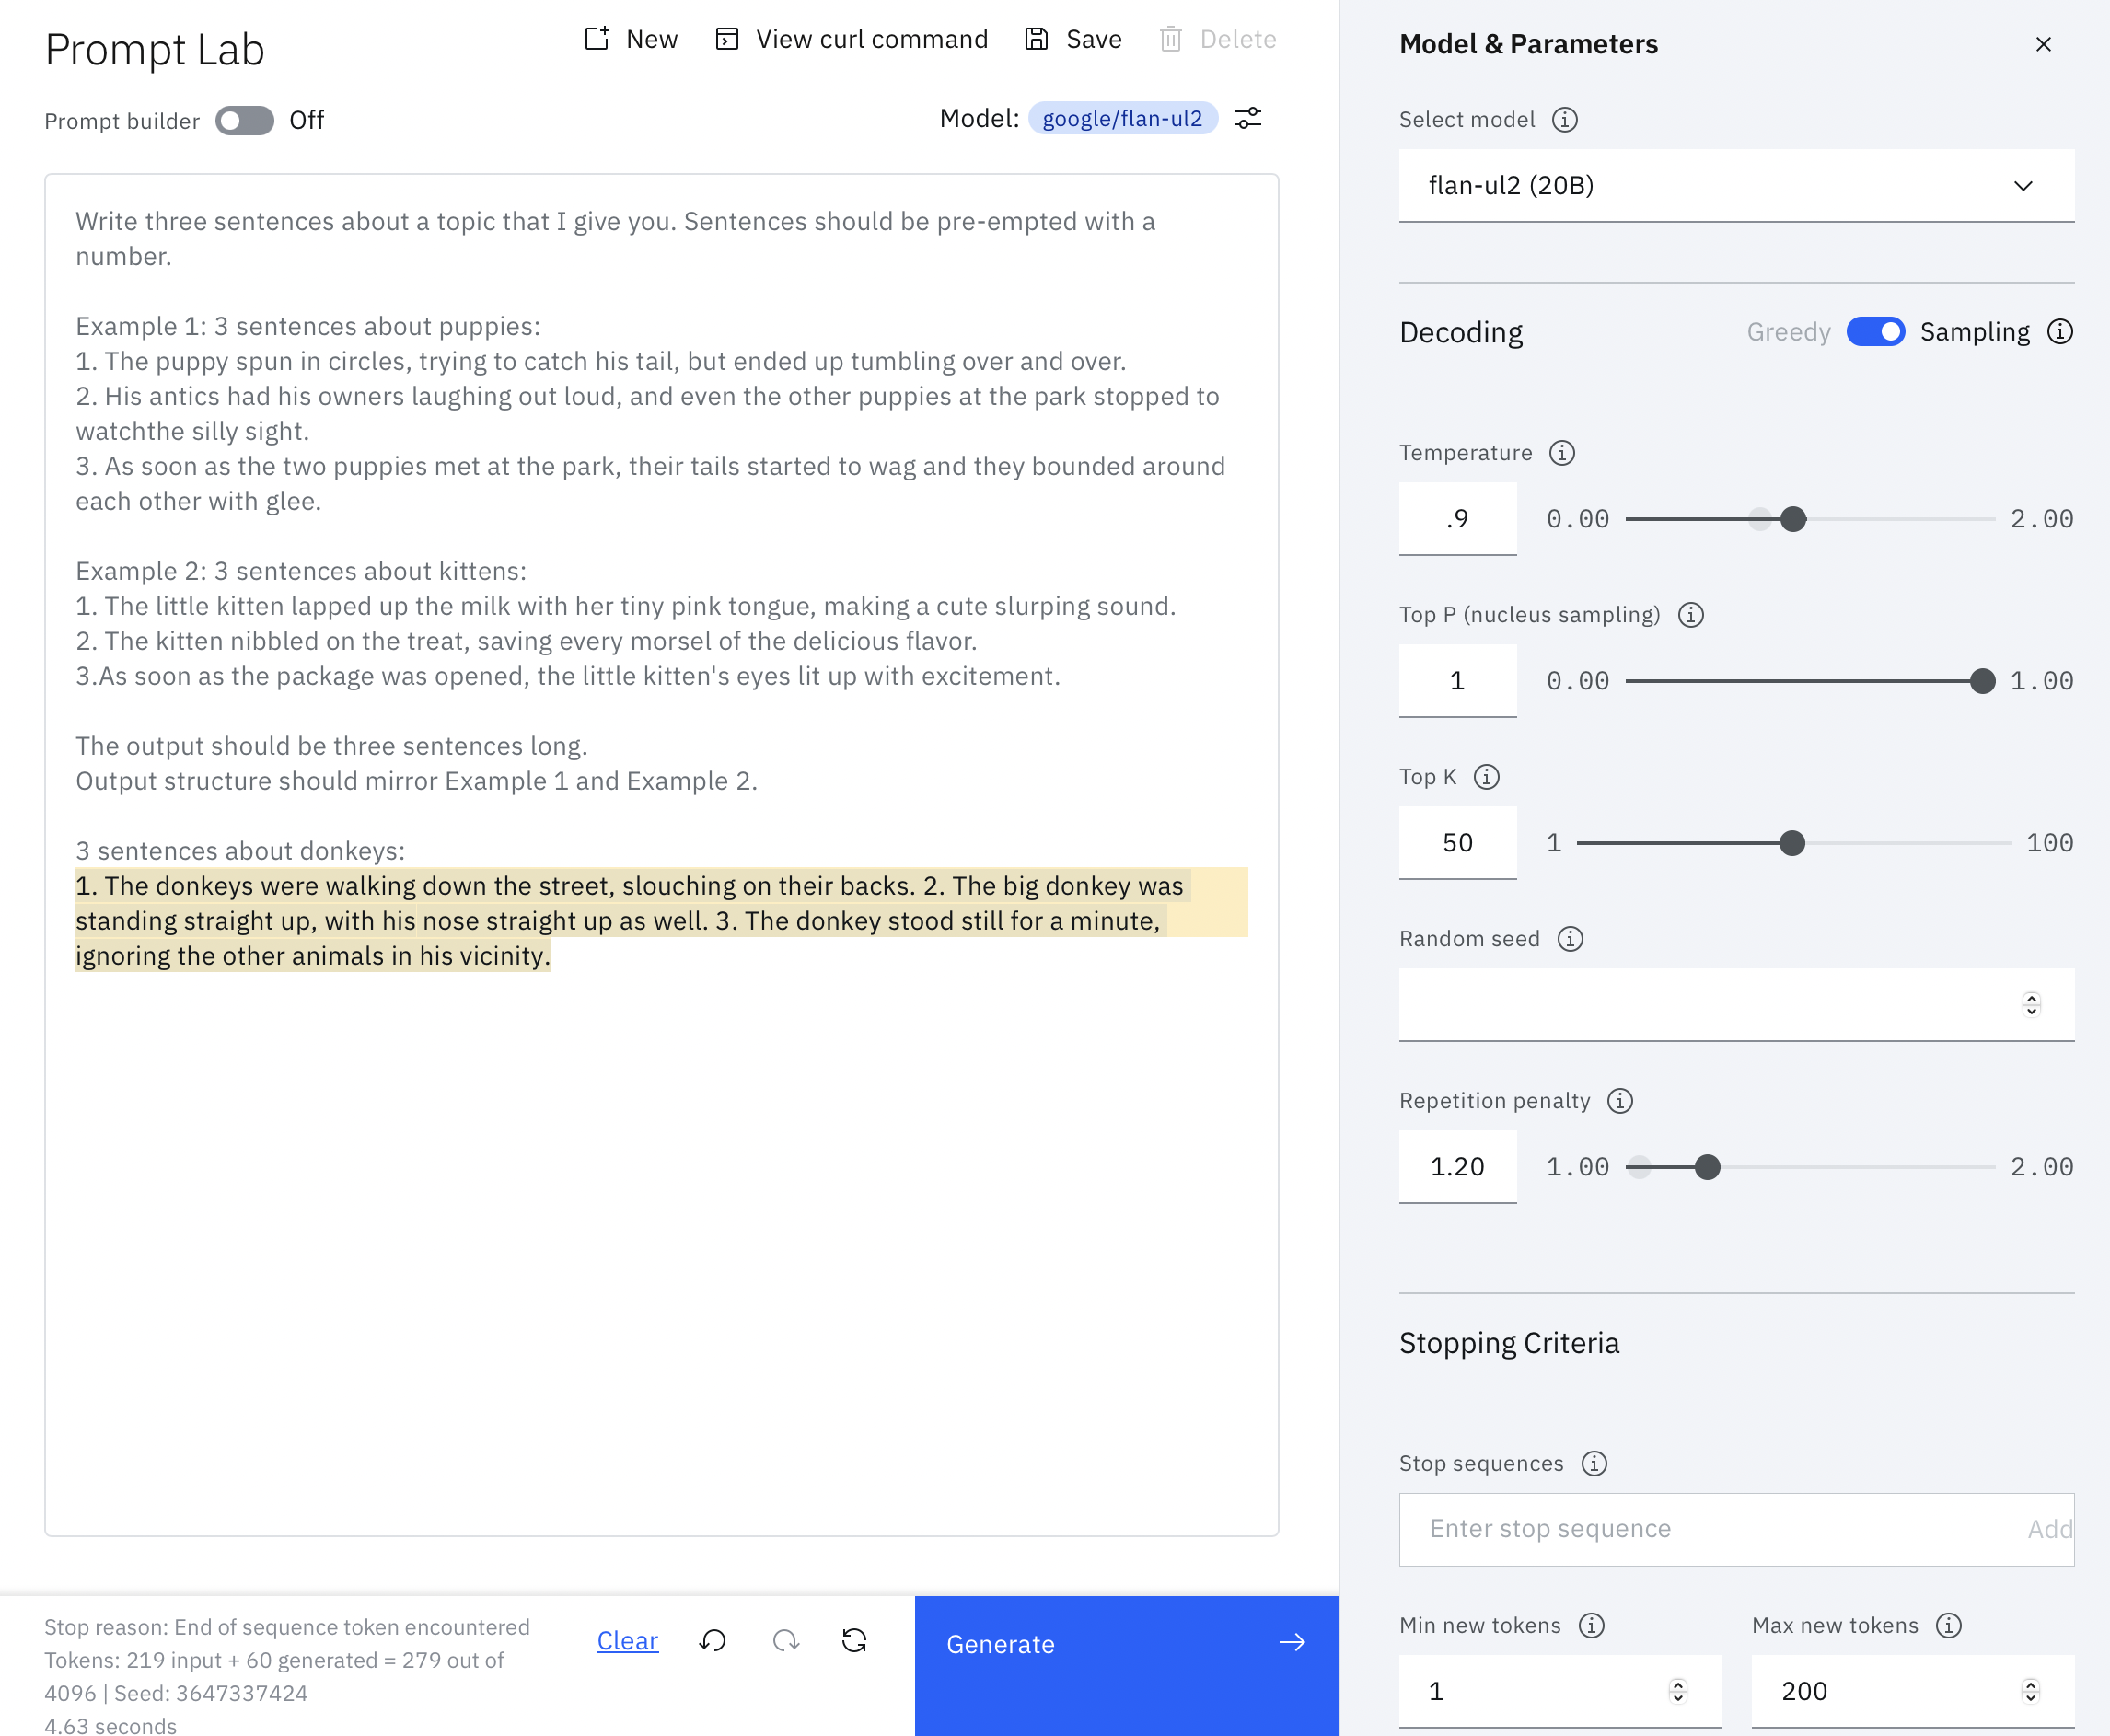 Prompt Lab
New
View curl command
Save
Delete
Prompt builder
Off
Model: google/flan-ul2
Write three sentences about a topic that I give you. Sentences should be pre-empted with a
number.
Example 1: 3 sentences about puppies:
1. The puppy spun in circles, trying to catch his tail, but ended up tumbling over and over.
2. His antics had his owners laughing out loud, and even the other puppies at the park stopped to
watchthe silly sight.
3. As soon as the two puppies met at the park, their tails started to wag and they bounded around
each other with glee.
Example 2: 3 sentences about kittens:
1. The little kitten lapped up the milk with her tiny pink tongue, making a cute slurping sound.
2. The kitten nibbled on the treat, saving every morsel of the delicious flavor.
3.As soon as the package was opened, the little kitten's eyes lit up with excitement.
The output should be three sentences long.
Output structure should mirror Example 1 and Example 2.
3 sentences about donkeys:
1. The donkeys were walking down the street, slouching on their backs. 2. The big donkey was
standing straight up, with his nose straight up as well. 3. The donkey stood still for a minute,
ignoring the other animals in his vicinity.
Stop reason: End of sequence token encountered
Tokens: 219 input + 60 generated = 279 out of
4096 | Seed: 3647337424
4.63 seconds
Clear
Generate
Model & Parameters
Select model
flan-ul2 (20B)
Decoding
Greedy
Sampling
Temperature
.9
0.00
2.00
Top P (nucleus sampling)
1
0.00
1.00
Top K
50
1
100
Random seed
Repetition penalty
1.20
1.00
2.00
Stopping Criteria
Stop sequences
Enter stop sequence
Add
Min new tokens
Max new tokens
1
200